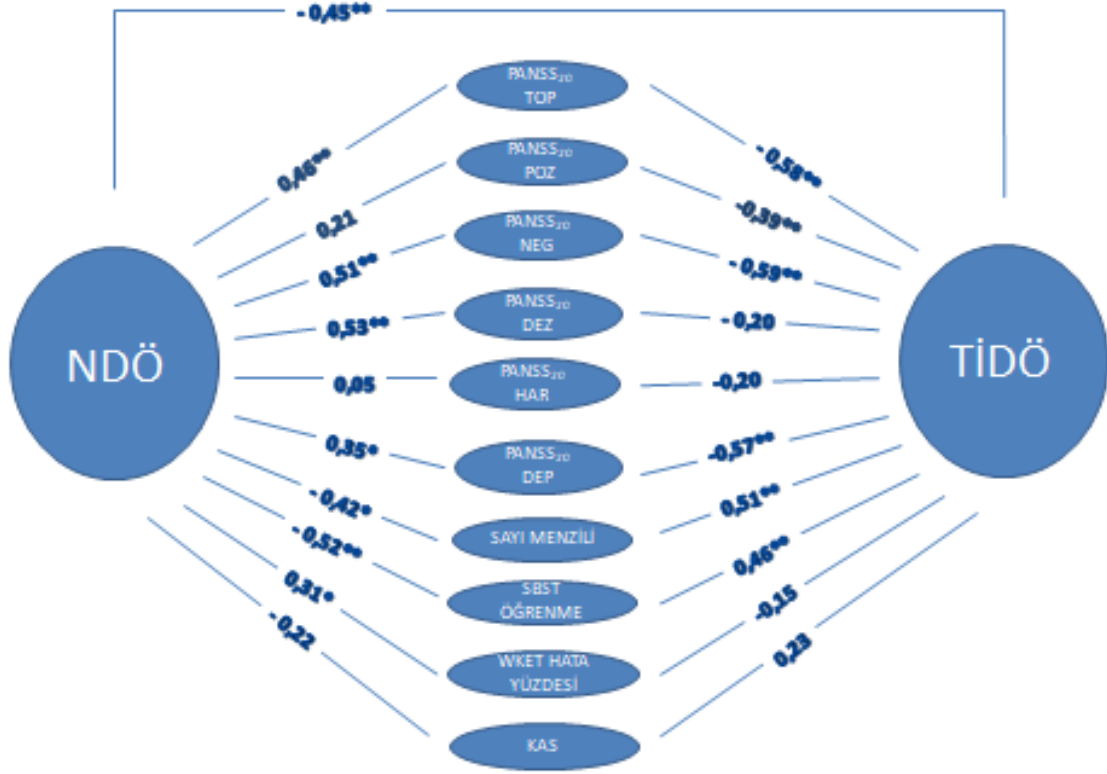 - 0,45**
PANSS₂₀
TOP
0,46**
- 0,58**
PANSS₂₀
POZ
0,21
-0,39**
PANSS₂₀
NEG
0,51**
- 0,59**
PANSS₂₀
DEZ
0,53**
- 0,20
NDÖ
TİDÖ
PANSS₂₀
HAR
0,05
-0,20
PANSS₂₀
DEP
0,35*
-0,57**
SAYI MENZİLİ
- 0,42*
0,51**
SBST
ÖĞRENME
- 0,52**
0,46**
WKET HATA
YÜZDESİ
0,31*
-0,15
KAS
- 0,22
0,23